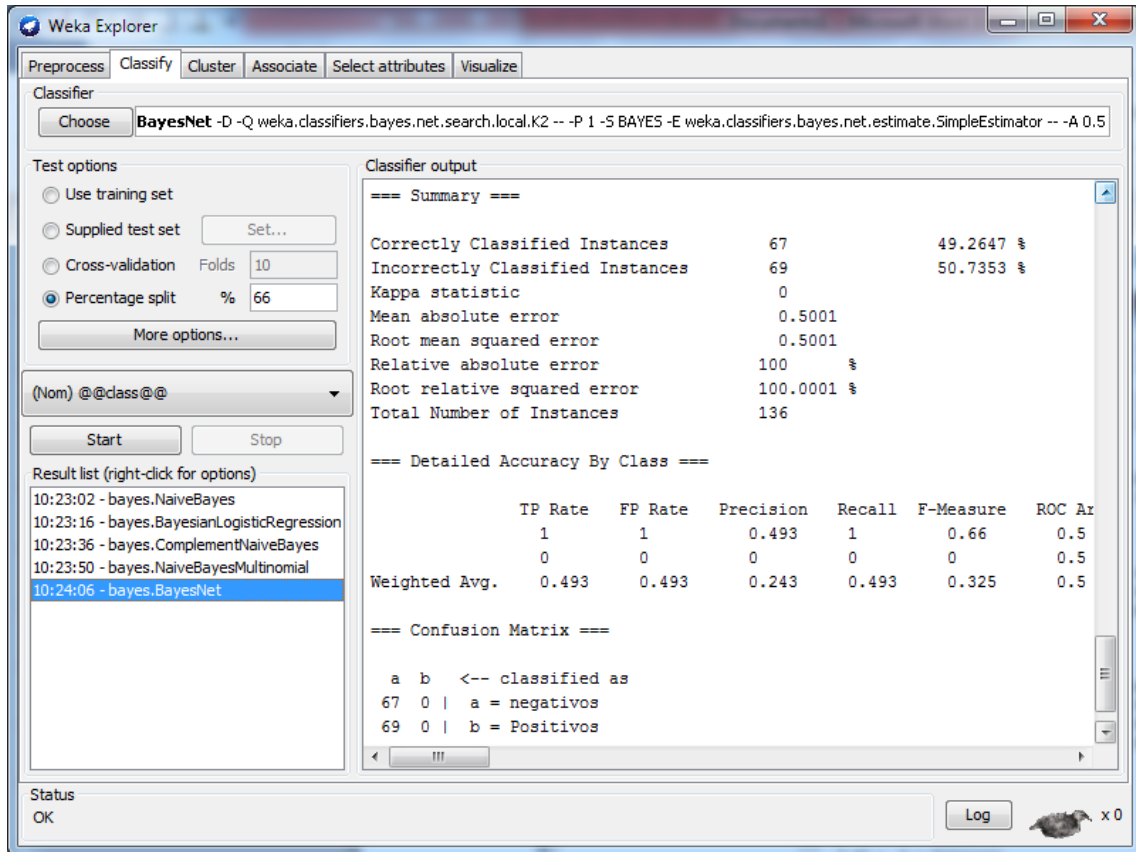 Weka Explorer
Preprocess Classify Cluster Associate Select attributes Visualize
Classifier
Choose BayesNet -D -Q weka.classifiers.bayes.net.search.local.K2 -- -P 1 -S BAYES -E weka.classifiers.bayes.net.estimate.SimpleEstimator -- -A 0.5
Test options
Use training set
Supplied test set Set...
Cross-validation Folds 10
Percentage split % 66
More options...
(Nom) @@class@@
Start Stop
Result list (right-click for options)
10:23:02 - bayes.NaiveBayes
10:23:16 - bayes.BayesianLogisticRegression
10:23:36 - bayes.ComplementNaiveBayes
10:23:50 - bayes.NaiveBayesMultinomial
10:24:06 - bayes.BayesNet
Classifier output
=== Summary ===
Correctly Classified Instances 67 49.2647 %
Incorrectly Classified Instances 69 50.7353 %
Kappa statistic 0
Mean absolute error 0.5001
Root mean squared error 0.5001
Relative absolute error 100 %
Root relative squared error 100.0001 %
Total Number of Instances 136
=== Detailed Accuracy By Class ===
TP Rate FP Rate Precision Recall F-Measure ROC Ar
1 1 0.493 1 0.66 0.5
0 0 0 0 0 0.5
Weighted Avg. 0.493 0.493 0.243 0.493 0.325 0.5
=== Confusion Matrix ===
a b <-- classified as
67 0 | a = negativos
69 0 | b = Positivos
Status
OK
Log x 0